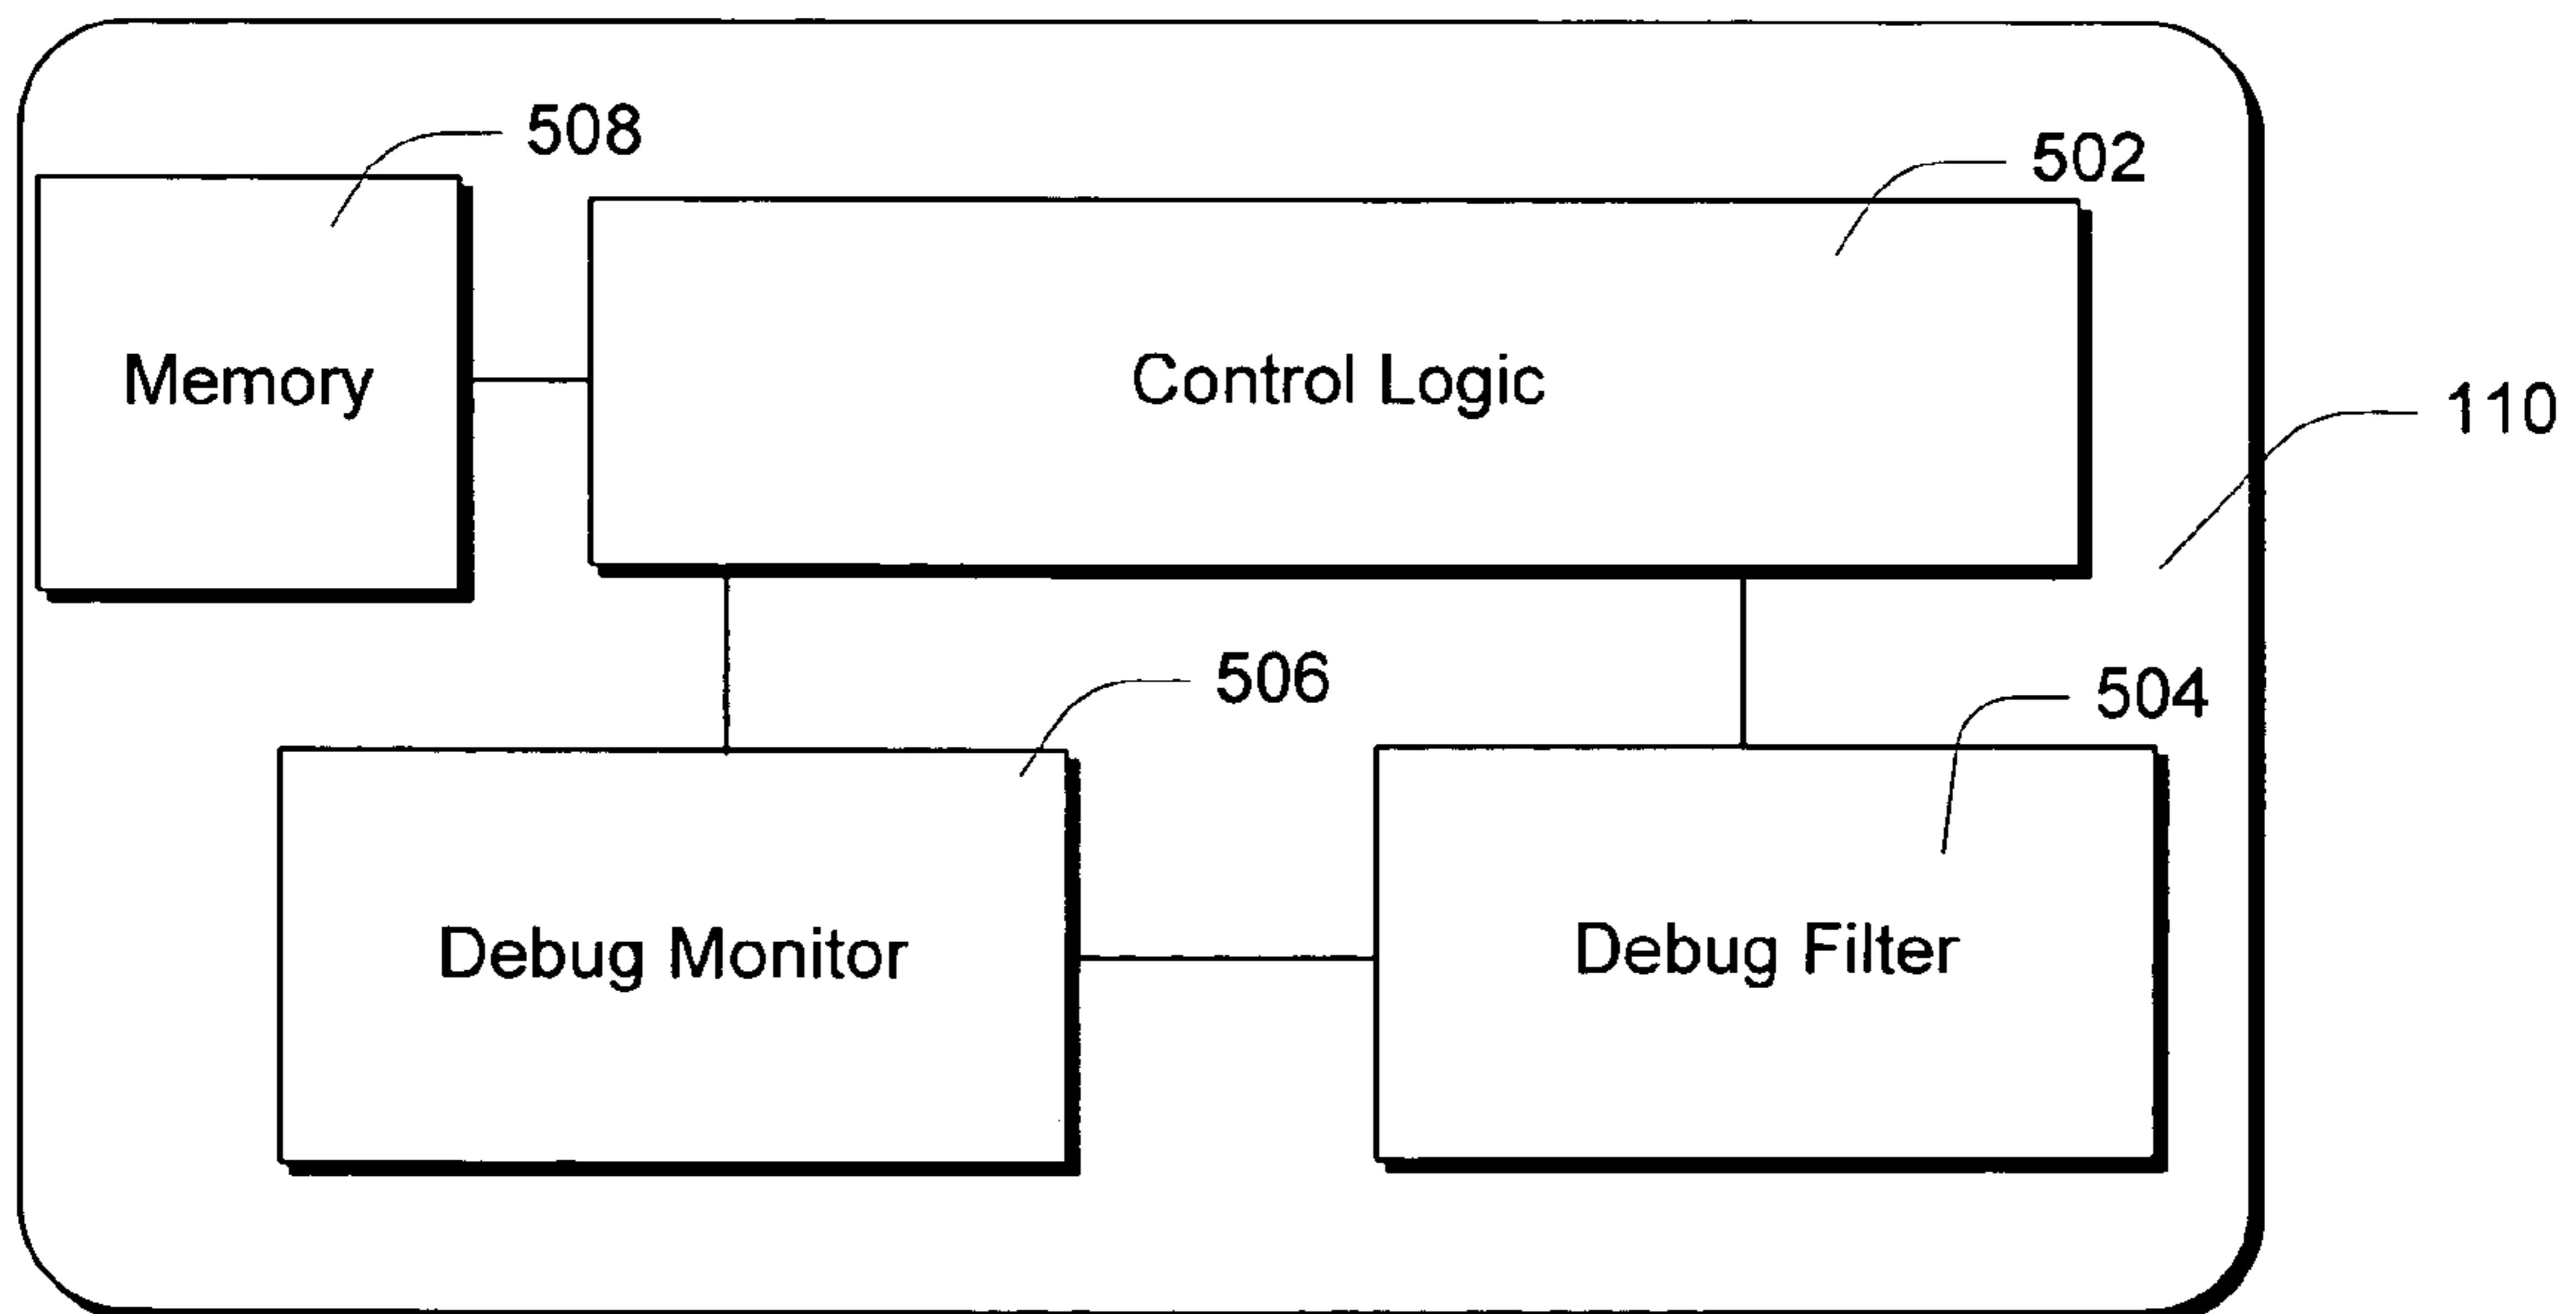 508
502
Memory
Control Logic
110
506
504
Debug Monitor
Debug Filter